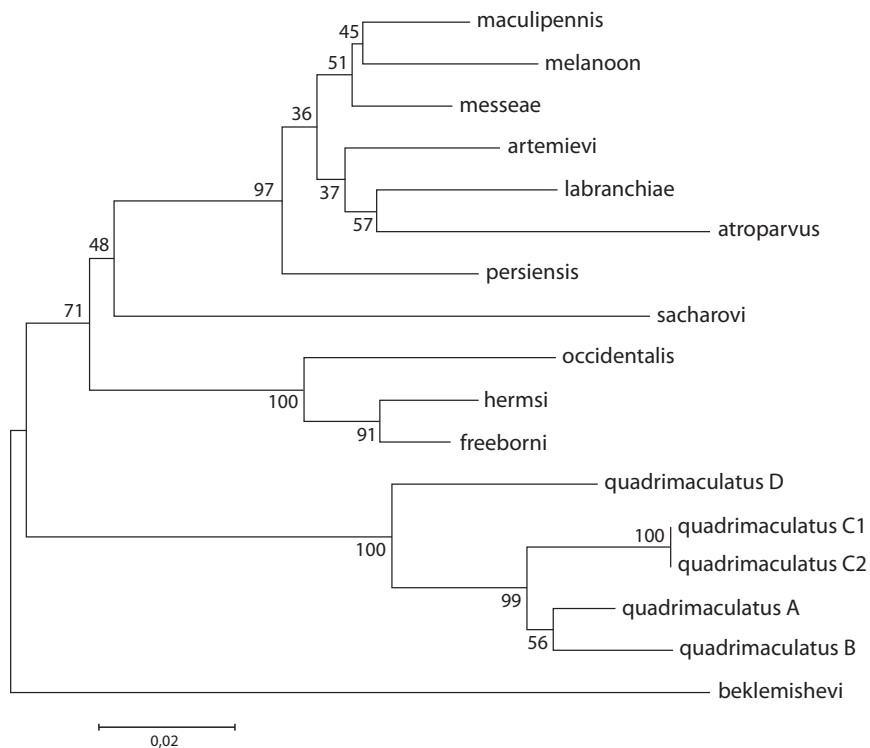 maculipennis
45
melanoon
51
messeae
36
artemievi
97
37
labranchiae
57
atroparvus
48
persiensis
71
sacharovi
occidentalis
100
hermsi
91
freeborni
quadrimaculatus D
100
quadrimaculatus C1
100
quadrimaculatus C2
99
quadrimaculatus A
56
quadrimaculatus B
beklemishevi
0,02